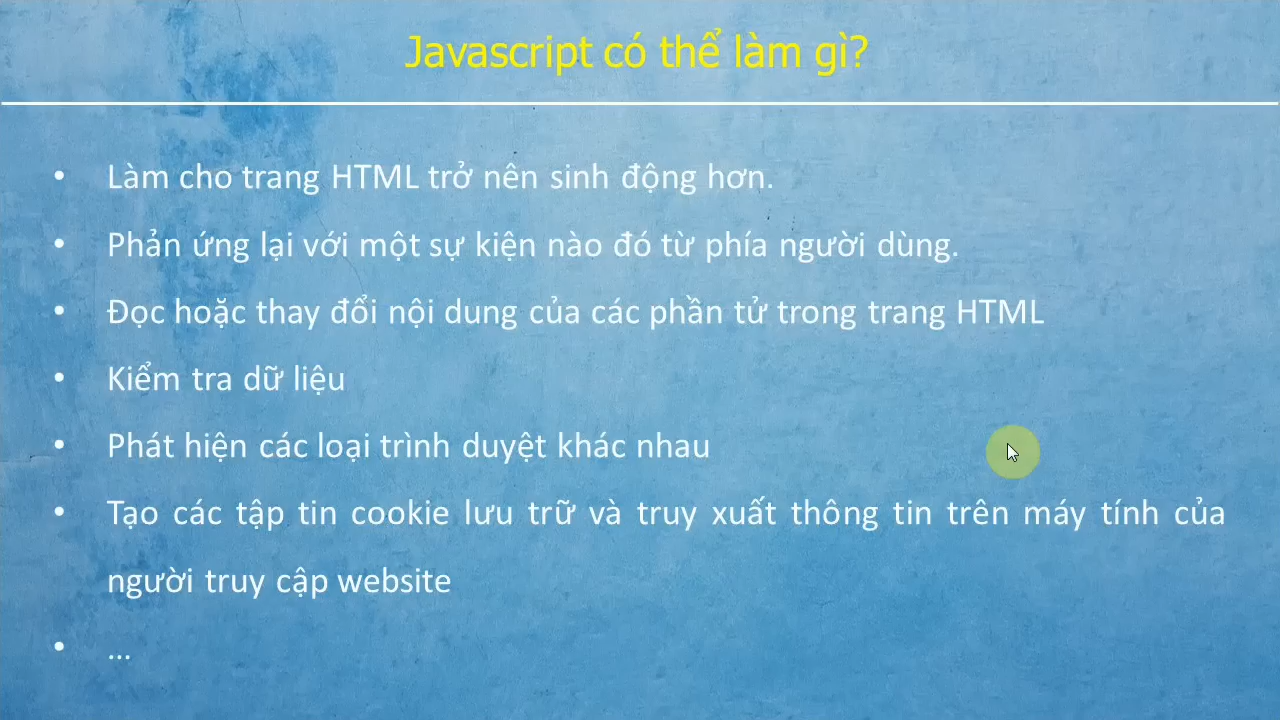 Javascript có thể làm gì?
• Làm cho trang HTML trở nên sinh động hơn.
• Phản ứng lại với một sự kiện nào đó từ phía người dùng.
• Đọc hoặc thay đổi nội dung của các phần tử trong trang HTML
• Kiểm tra dữ liệu
• Phát hiện các loại trình duyệt khác nhau
• Tạo các tập tin cookie lưu trữ và truy xuất thông tin trên máy tính của
người truy cập website
• ...